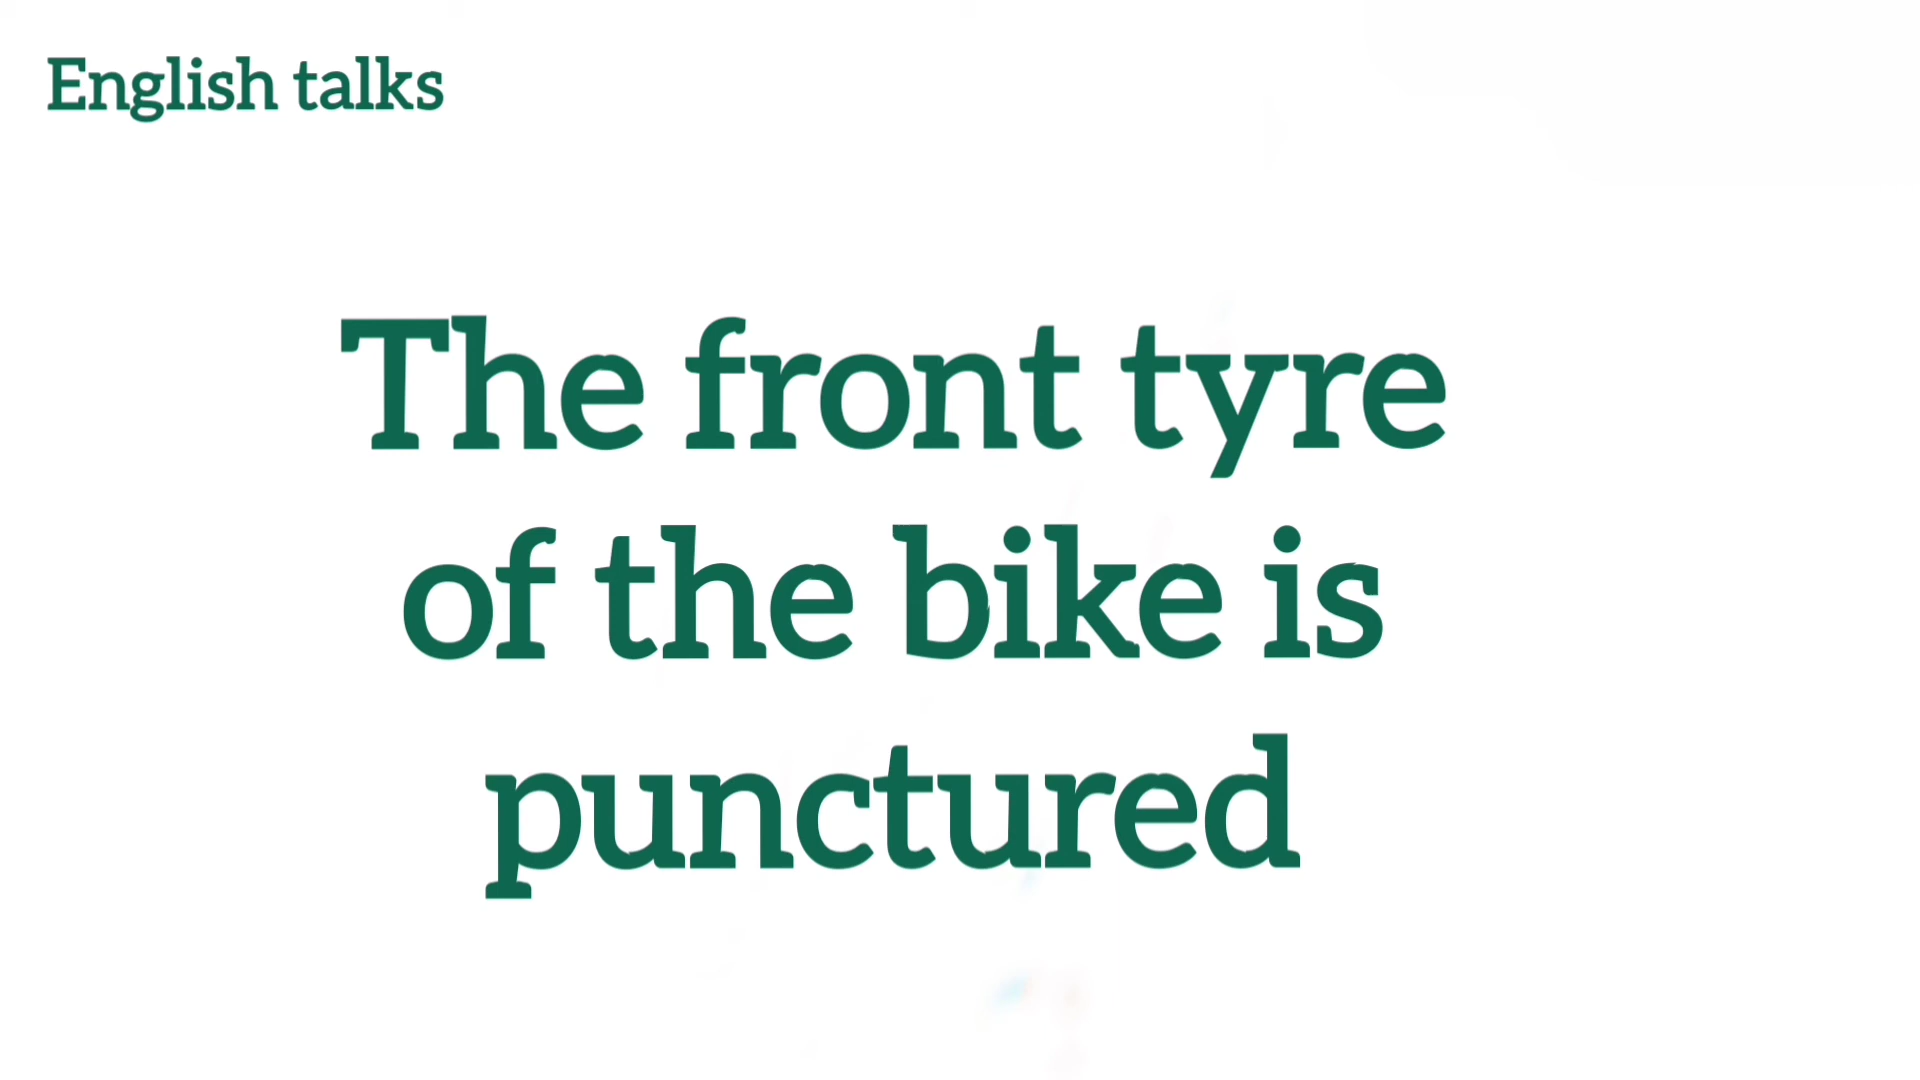 English talks
The front tyre
of the bike is
punctured